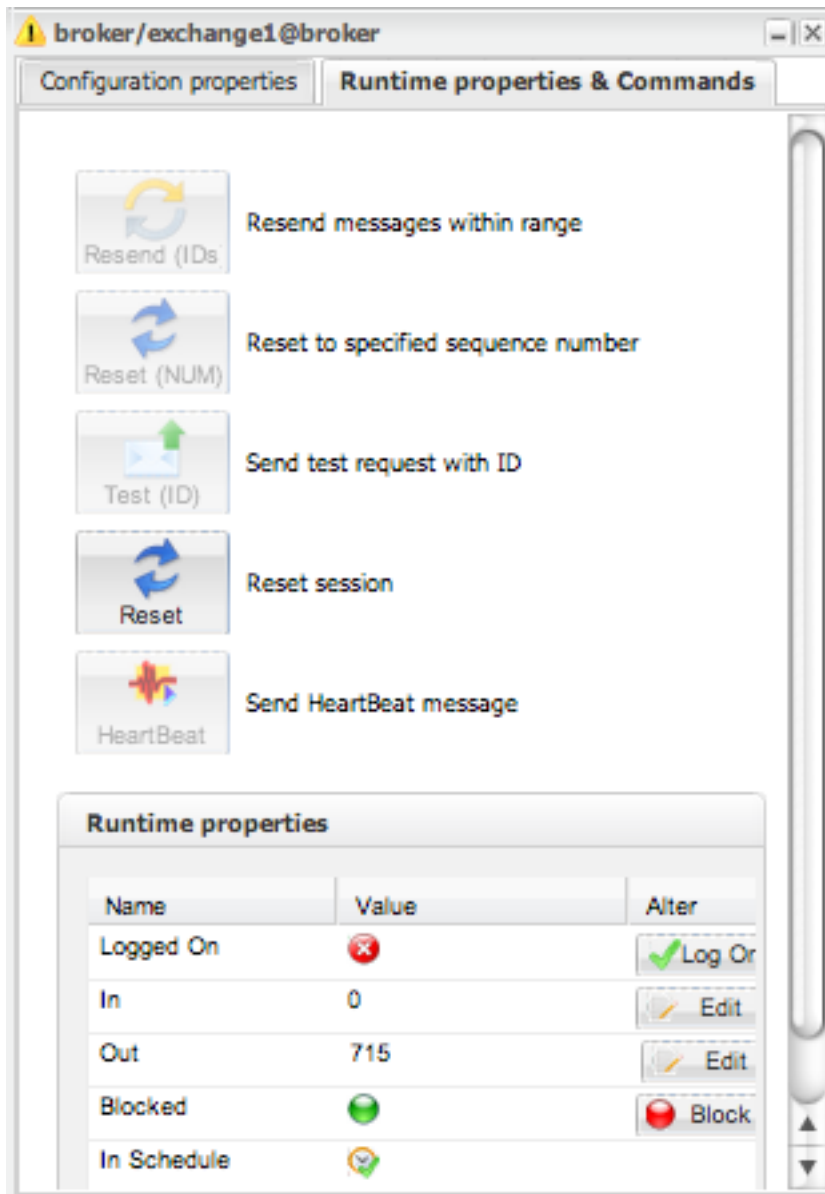 broker/exchange1@broker
Configuration properties
Runtime properties & Commands
Resend (IDs
Resend messages within range
Reset (NUM)
Reset to specified sequence number
Test (ID)
Send test request with ID
Reset
Reset session
HeartBeat
Send HeartBeat message
Runtime properties
Name Value Alter
Logged On Log On
In 0 Edit
Out 715 Edit
Blocked Block
In Schedule